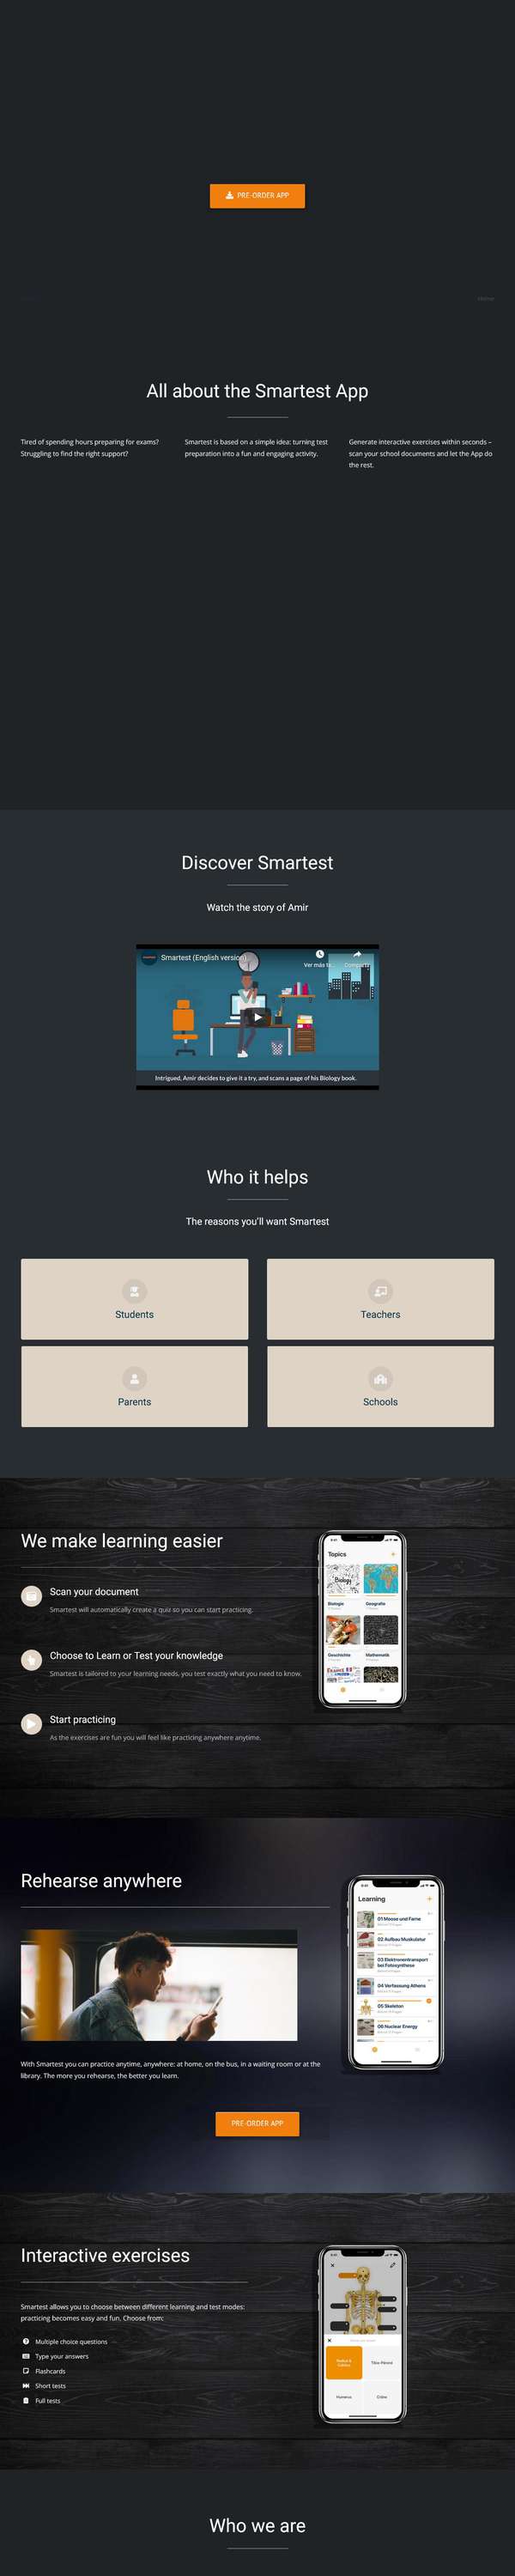 PRE-ORDER APP
All about the Smartest App
Tired of spending hours preparing for exams?
Struggling to find the right support?
Smartest is based on a simple idea: turning test
preparation into a fun and engaging activity.
Generate interactive exercises within seconds –
scan your school documents and let the App do
the rest.
Discover Smartest
Watch the story of Amir
Smartest (English version)
Ver más ta...
Compartir
Intrigued, Amir decides to give it a try, and scans a page of his Biology book.
Who it helps
The reasons you'll want Smartest
Students
Teachers
Parents
Schools
We make learning easier
Scan your document
Smartest will automatically create a quiz so you can start practicing.
Choose to Learn or Test your knowledge
Smartest is tailored to your learning needs, you test exactly what you need to know.
Start practicing
As the exercises are fun you will feel like practicing anywhere anytime.
Topics
Biology
Biologie
Geografie
Geschichte
Mathematik
Rehearse anywhere
With Smartest you can practice anytime, anywhere: at home, on the bus, in a waiting room or at the
library. The more you rehearse, the better you learn.
PRE-ORDER APP
Learning
01 Moose und Farne
02 Aufbau Muskulatur
03 Elektronentransport
bei Fotosynthese
04 Verfassung Athens
05 Skeleton
06 Nuclear Energy
Interactive exercises
Smartest allows you to choose between different learning and test modes:
practicing becomes easy and fun. Choose from:
Multiple choice questions
Type your answers
Flashcards
Short tests
Full tests
Who we are